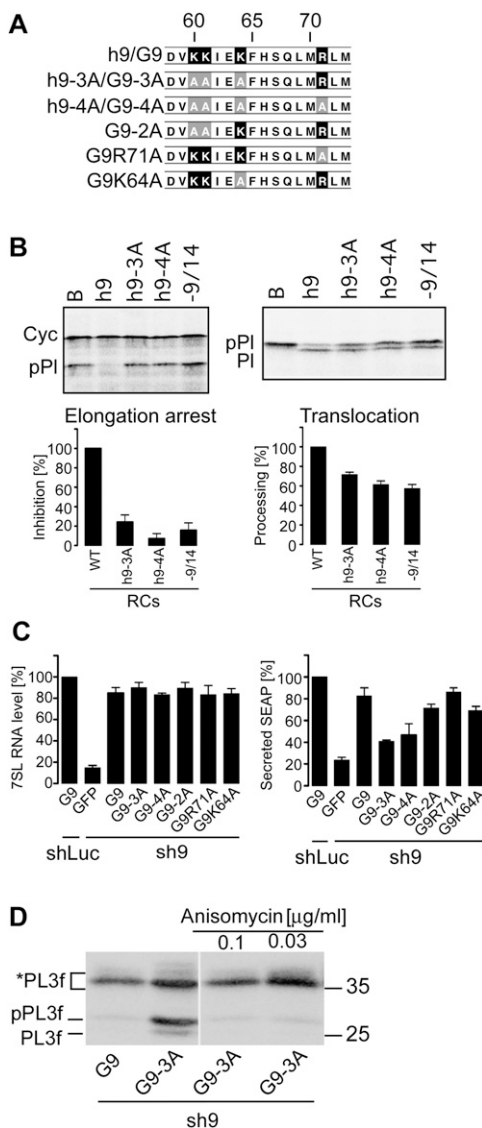 A
60 65 70
h9/G9 DVKKIEKFHSQLMRLM
h9-3A/G9-3A DVAAIEAFHSQLMRLM
h9-4A/G9-4A DVAAIEAFHSQLMALM
G9-2A DVAAIEKFHSQLMRLM
G9R71A DVKKIEKFHSQLMALM
G9K64A DVKKIEAFHSQLMRLM
B
B h9 h9-3A h9-4A -9/14
Cyc
pPl
B h9 h9-3A h9-4A -9/14
pPl
Pl
Elongation arrest
Inhibition [%]
100
80
60
40
20
0
WT h9-3A h9-4A -9/14
RCs
Translocation
Processing [%]
100
80
60
40
20
0
WT h9-3A h9-4A -9/14
RCs
C
7SL RNA level [%]
100
80
60
40
20
0
G9 GFP G9 G9-3A G9-4A G9-2A G9R71A G9K64A
shLuc sh9
Secreted SEAP [%]
100
80
60
40
20
0
G9 GFP G9 G9-3A G9-4A G9-2A G9R71A G9K64A
shLuc sh9
D
Anisomycin [µg/ml]
0.1 0.03
*PL3f
pPL3f
PL3f
35
25
G9 G9-3A G9-3A G9-3A
sh9